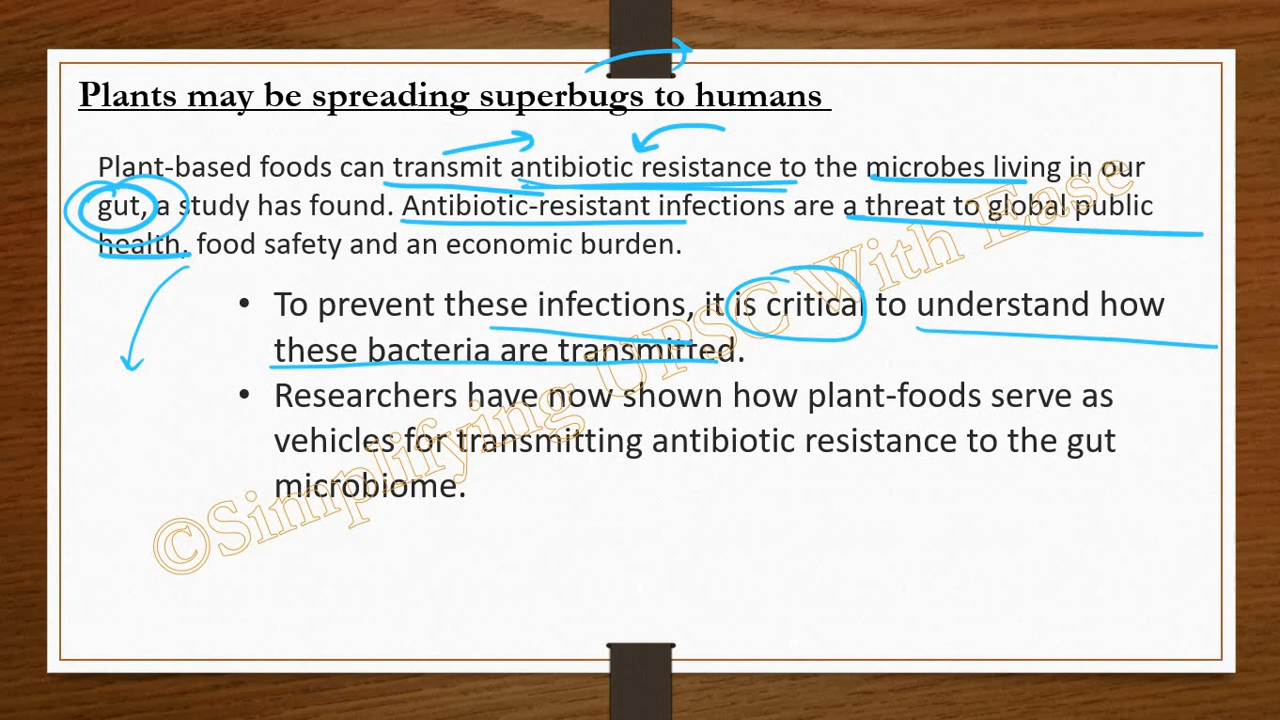 Plants may be spreading superbugs to humans
Plant-based foods can transmit antibiotic resistance to the microbes living in our
gut, a study has found. Antibiotic-resistant infections are a threat to global public
health, food safety and an economic burden.
• To prevent these infections, it is critical to understand how
these bacteria are transmitted.
• Researchers have now shown how plant-foods serve as
vehicles for transmitting antibiotic resistance to the gut
microbiome.
©Simplifying UPSC With Ease